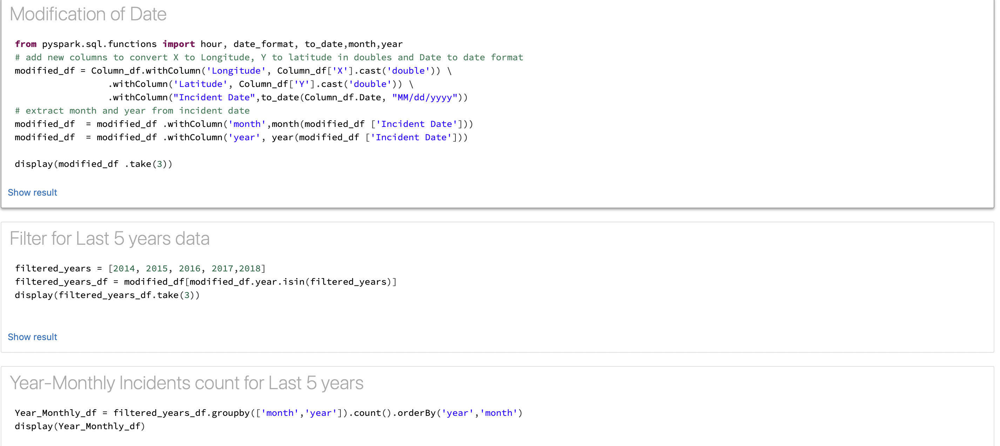 Modification of Date
from pyspark.sql.functions import hour, date_format, to_date,month,year
# add new columns to convert X to Longitude, Y to latitude in doubles and Date to date format
modified_df = Column_df.withColumn('Longitude', Column_df['X'].cast('double')) \
.withColumn('Latitude', Column_df['Y'].cast('double')) \
.withColumn("Incident Date",to_date(Column_df.Date, "MM/dd/yyyy"))
# extract month and year from incident date
modified_df  = modified_df .withColumn('month',month(modified_df ['Incident Date']))
modified_df  = modified_df .withColumn('year', year(modified_df ['Incident Date']))
display(modified_df .take(3))
Show result
Filter for Last 5 years data
filtered_years = [2014, 2015, 2016, 2017,2018]
filtered_years_df = modified_df[modified_df.year.isin(filtered_years)]
display(filtered_years_df.take(3))
Show result
Year-Monthly Incidents count for Last 5 years
Year_Monthly_df = filtered_years_df.groupby(['month','year']).count().orderBy('year','month')
display(Year_Monthly_df)